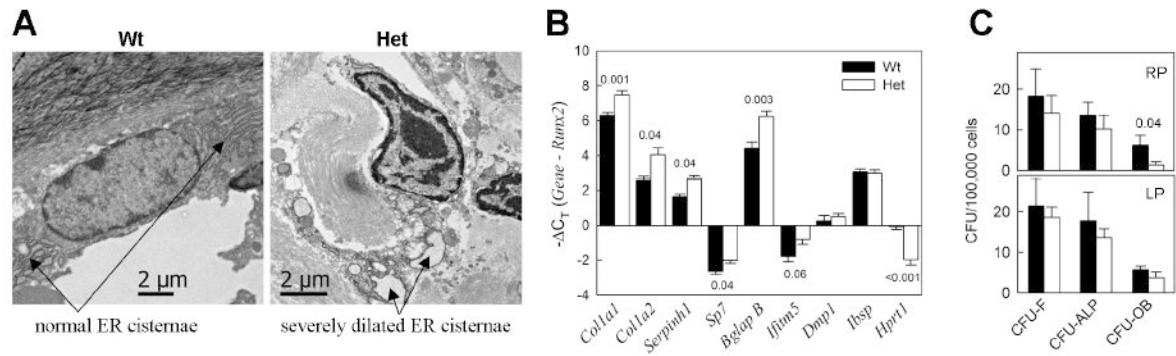 A
Wt
Het
2 μm
2 μm
normal ER cisternae
severely dilated ER cisternae
B
-ΔCT (Gene - Runx2)
10
8
6
4
2
0
-2
-4
Wt
Het
0.001
0.04
0.04
0.04
0.003
0.06
<0.001
Col1a1
Col1a2
Serpinh1
Sp7
Bglap B
Ifitm5
Dmp1
Ibsp
Hprt1
C
CFU/100,000 cells
RP
20
10
0
0.04
LP
20
10
0
CFU-F
CFU-ALP
CFU-OB